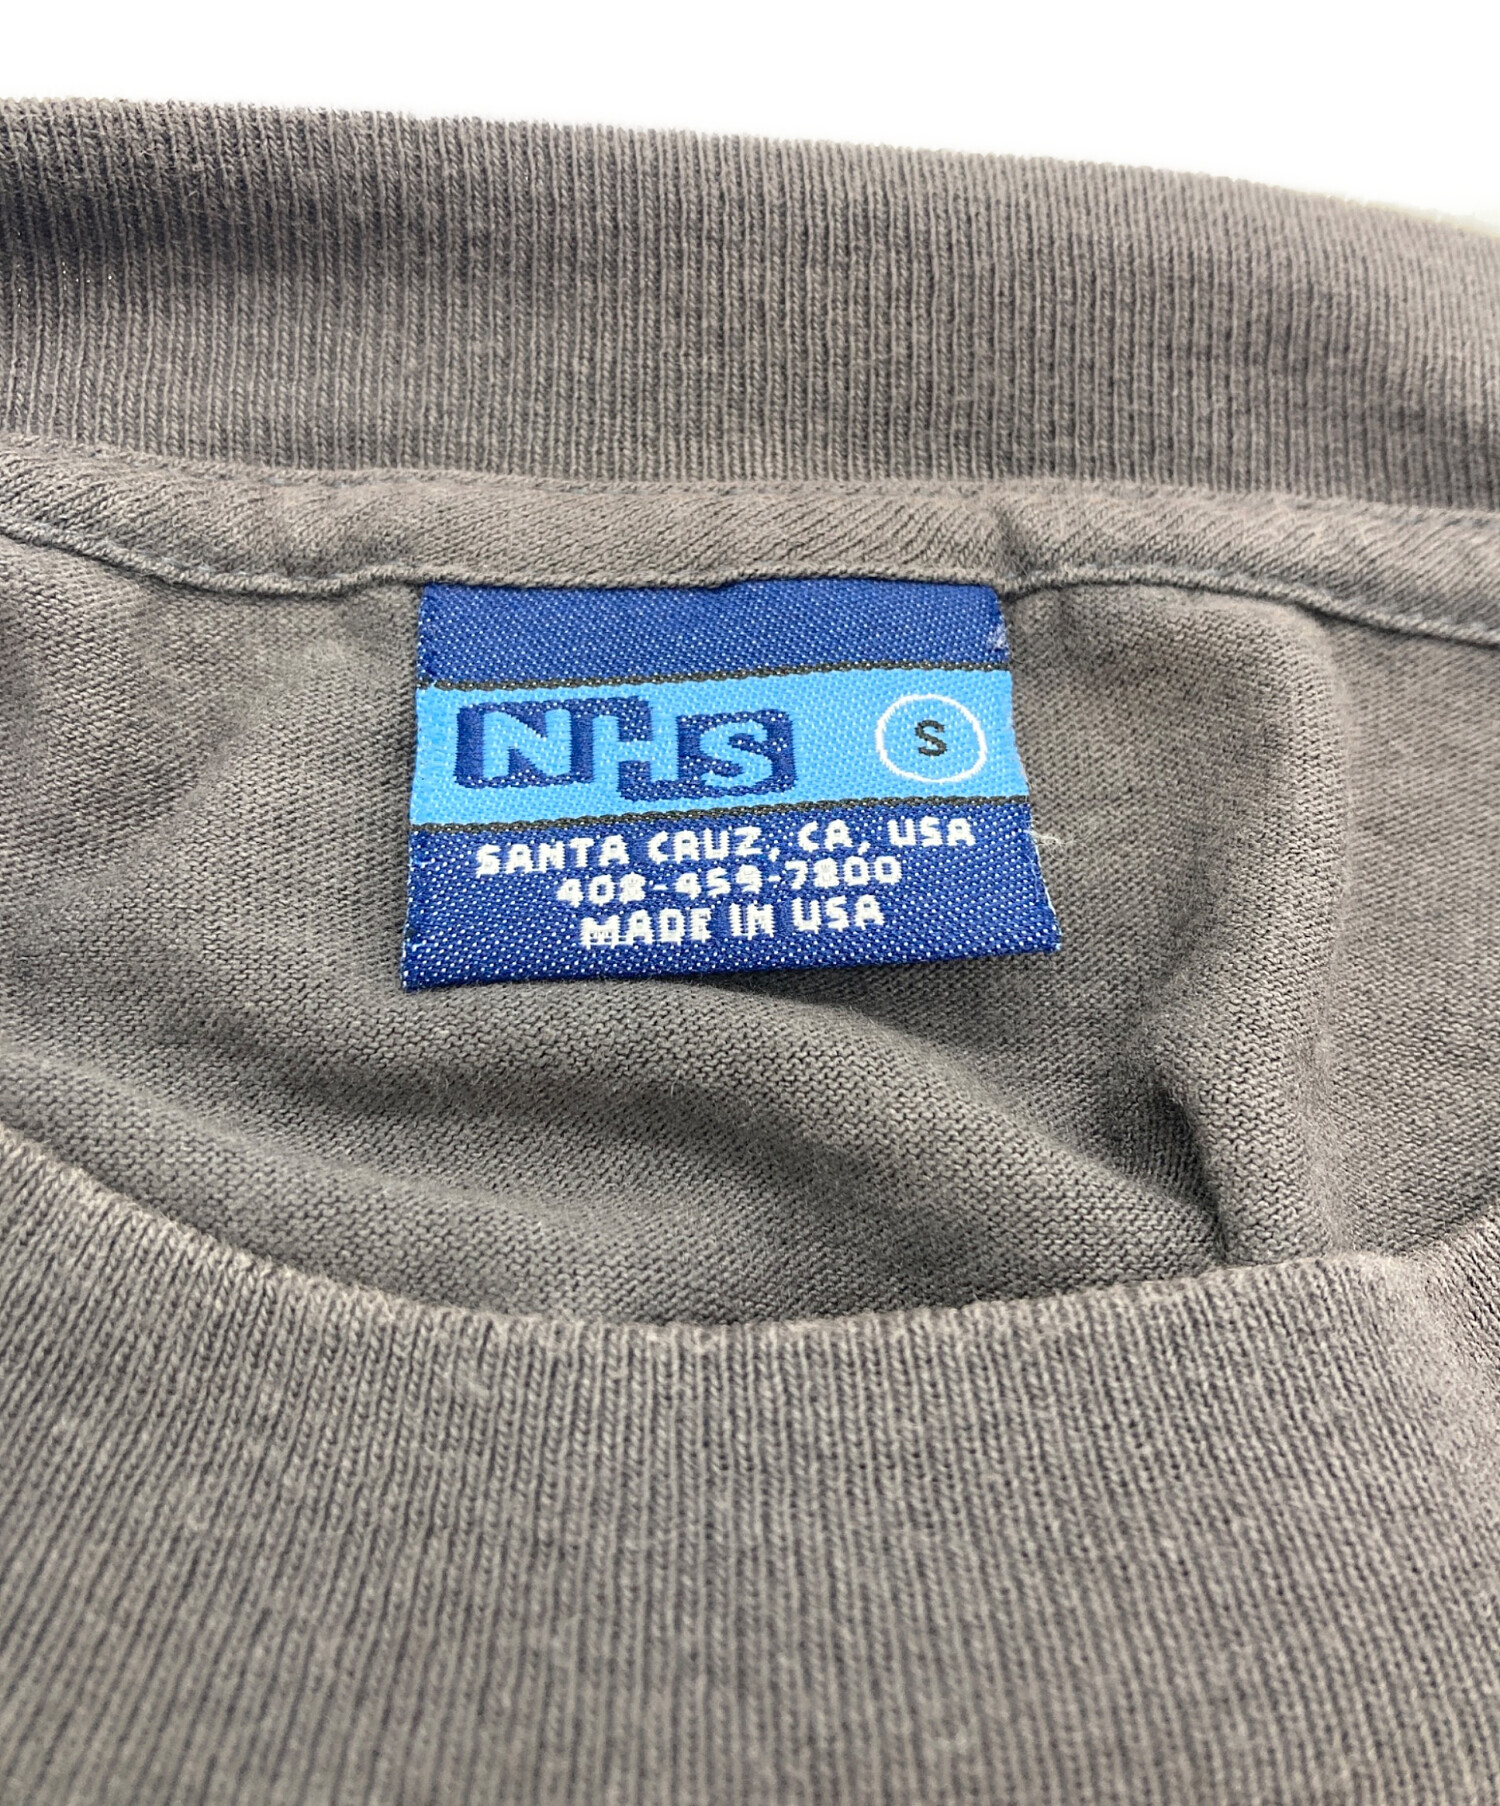 NHS S
SANTA CRUZ, CA, USA
408-459-7800
MADE IN USA